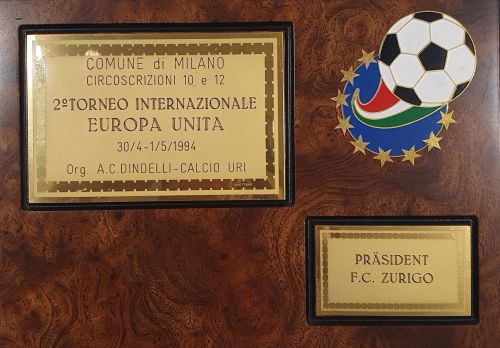 COMUNE di MILANO
CIRCOSCRIZIONI 10 e 12
2º TORNEO INTERNAZIONALE
EUROPA UNITA
30/4-1/5/1994
Org. A.C. DINDELLI-CALCIO URI
PRÄSIDENT
F.C. ZURIGO